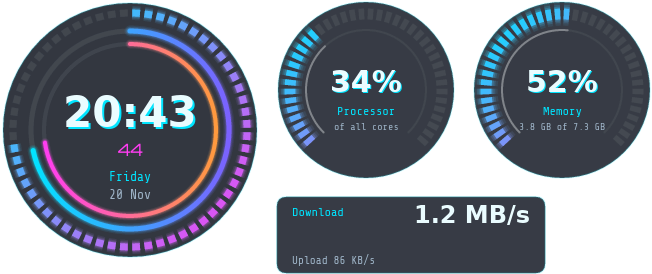 20:43
44
Friday
20 Nov
34%
Processor
of all cores
52%
Memory
3.8 GB of 7.3 GB
Download
1.2 MB/s
Upload 86 KB/s